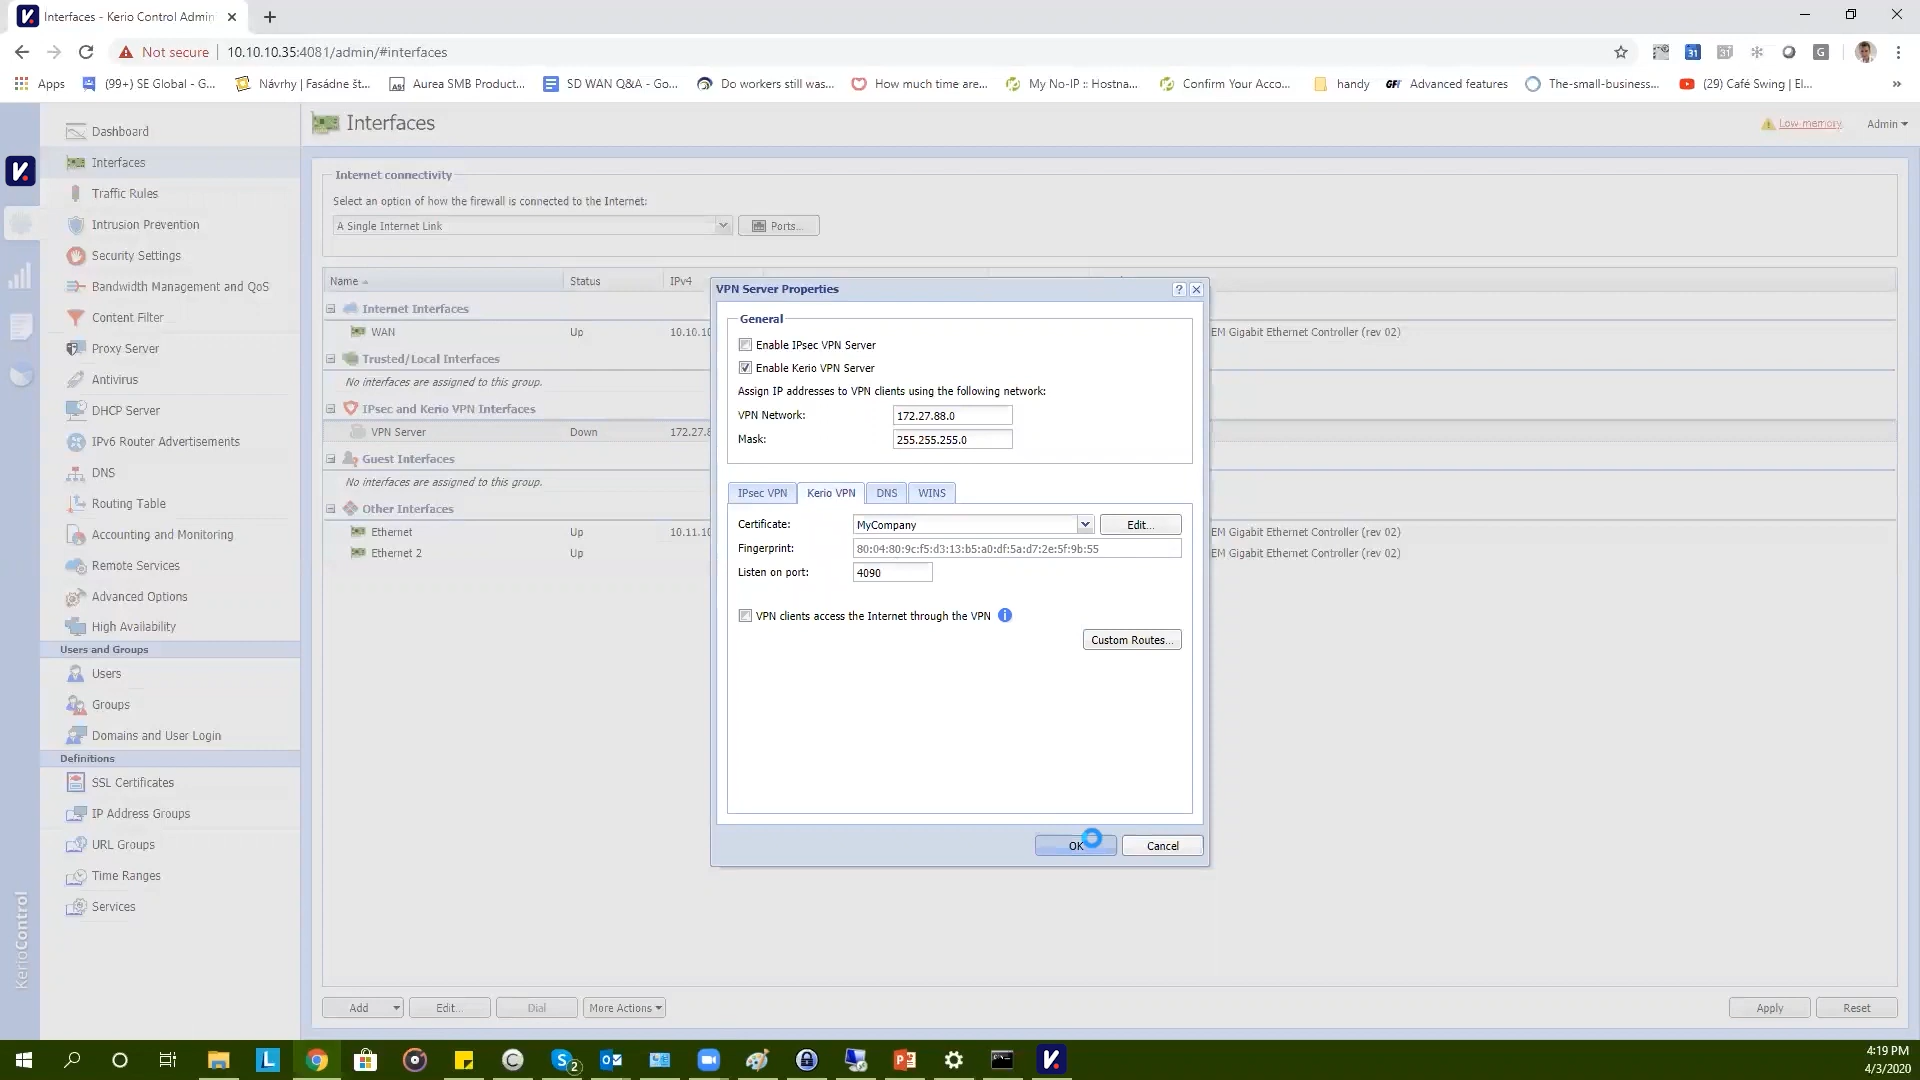 Interfaces - Kerio Control Admin
Not secure
10.10.10.35:4081/admin/#interfaces
Apps
(99+) SE Global - G...
Návrhy | Fasádne št...
Aurea SMB Product...
SD WAN Q&A - Go...
Do workers still was...
How much time are...
My No-IP :: Hostna...
Confirm Your Acco...
handy
GFI Advanced features
The-small-business...
(29) Café Swing | El...
»
Dashboard
Interfaces
Traffic Rules
Intrusion Prevention
Security Settings
Bandwidth Management and QoS
Content Filter
Proxy Server
Antivirus
DHCP Server
IPv6 Router Advertisements
DNS
Routing Table
Accounting and Monitoring
Remote Services
Advanced Options
High Availability
Users and Groups
Users
Groups
Domains and User Login
Definitions
SSL Certificates
IP Address Groups
URL Groups
Time Ranges
Services
KerioControl
Interfaces
Low memory
Admin
Internet connectivity
Select an option of how the firewall is connected to the Internet:
A Single Internet Link
Ports...
Name
Status
IPv4
Internet Interfaces
WAN
Up
10.10.10
EM Gigabit Ethernet Controller (rev 02)
Trusted/Local Interfaces
No interfaces are assigned to this group.
IPsec and Kerio VPN Interfaces
VPN Server
Down
172.27.8
Guest Interfaces
No interfaces are assigned to this group.
Other Interfaces
Ethernet
Up
10.11.10
EM Gigabit Ethernet Controller (rev 02)
Ethernet 2
Up
EM Gigabit Ethernet Controller (rev 02)
VPN Server Properties
?
General
Enable IPsec VPN Server
Enable Kerio VPN Server
Assign IP addresses to VPN clients using the following network:
VPN Network:
172.27.88.0
Mask:
255.255.255.0
IPsec VPN
Kerio VPN
DNS
WINS
Certificate:
MyCompany
Edit...
Fingerprint:
80:04:80:9c:f5:d3:13:b5:a0:df:5a:d7:2e:5f:9b:55
Listen on port:
4090
VPN clients access the Internet through the VPN
Custom Routes...
OK
Cancel
Add
Edit...
Dial
More Actions
Apply
Reset
4:19 PM
4/3/2020